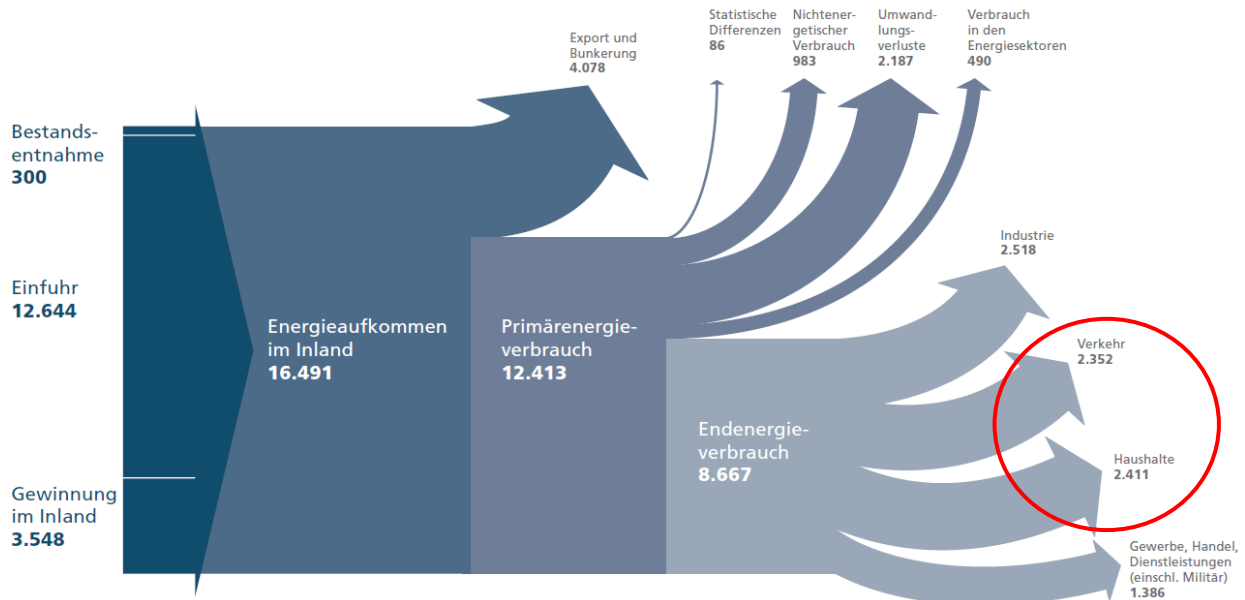 Bestands-
entnahme
300
Einfuhr
12.644
Gewinnung
im Inland
3.548
Energieaufkommen
im Inland
16.491
Export und
Bunkerung
4.078
Primärenergie-
verbrauch
12.413
Statistische
Differenzen
86
Nichtener-
getischer
Verbrauch
983
Umwand-
lungs-
verluste
2.187
Verbrauch
in den
Energiesektoren
490
Endenergie-
verbrauch
8.667
Industrie
2.518
Verkehr
2.352
Haushalte
2.411
Gewerbe, Handel,
Dienstleistungen
(einschl. Militär)
1.386